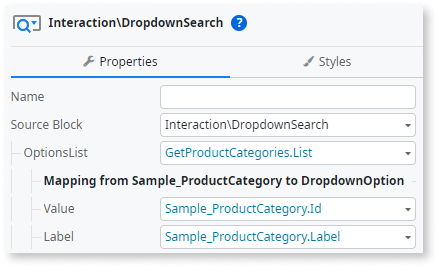 Interaction\DropdownSearch ?
Properties Styles
Name
Source Block Interaction\DropdownSearch
OptionsList GetProductCategories.List
Mapping from Sample_ProductCategory to DropdownOption
Value Sample_ProductCategory.Id
Label Sample_ProductCategory.Label